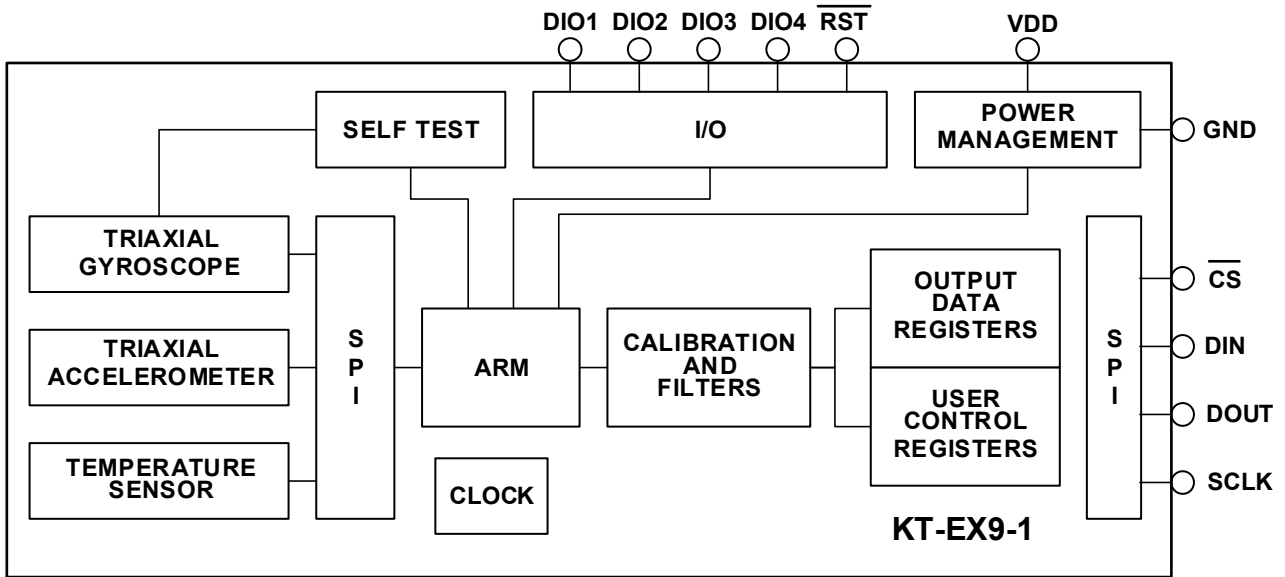 DIO1 DIO2 DIO3 DIO4 RST VDD
SELF TEST
I/O
POWER
MANAGEMENT
GND
TRIAXIAL
GYROSCOPE
TRIAXIAL
ACCELEROMETER
TEMPERATURE
SENSOR
S
P
I
ARM
CLOCK
CALIBRATION
AND
FILTERS
OUTPUT
DATA
REGISTERS
USER
CONTROL
REGISTERS
S
P
I
CS
DIN
DOUT
SCLK
KT-EX9-1